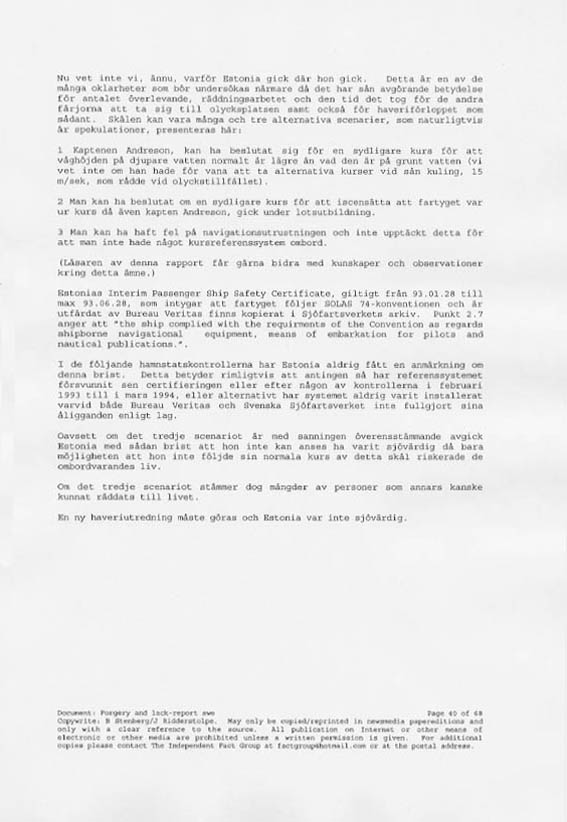 Nu vet inte vi, ännu, varför Estonia gick där hon gick. Detta är en av de
många oklarheter som bör undersökas närmare då det har sån avgörande betydelse
för antalet överlevande, räddningsarbetet och den tid det tog för de andra
färjorna att ta sig till olycksplatsen samt också för haveriförloppet som
sådant. Skälen kan vara många och tre alternativa scenarier, som naturligtvis
är spekulationer, presenteras här:
1 Kaptenen Andreson, kan ha beslutat sig för en sydligare kurs för att
våghöjden på djupare vatten normalt är lägre än vad den är på grunt vatten (vi
vet inte om han hade för vana att ta alternativa kurser vid sån kuling, 15
m/sek, som rådde vid olyckstillfället).
2 Man kan ha beslutat om en sydligare kurs för att iscensätta att fartyget var
ur kurs då även kapten Andreson, gick under lotsutbildning.
3 Man kan ha haft fel på navigationsutrustningen och inte upptäckt detta för
att man inte hade något kursreferenssystem ombord.
(Läsaren av denna rapport får gärna bidra med kunskaper och observationer
kring detta ämne.)
Estonias Interim Passenger Ship Safety Certificate, giltigt från 93.01.28 till
max 93.06.28, som intygar att fartyget följer SOLAS 74-konventionen och är
utfärdat av Bureau Veritas finns kopierat i Sjöfartsverkets arkiv. Punkt 2.7
anger att "the ship complied with the requirments of the Convention as regards
shipborne navigational equipment, means of embarkation for pilots and
nautical publications.".
I de följande hamnstatskontrollerna har Estonia aldrig fått en anmärkning om
denna brist. Detta betyder rimligtvis att antingen så har referenssystemet
försvunnit sen certifieringen eller efter någon av kontrollerna i februari
1993 till i mars 1994, eller alternativt har systemet aldrig varit installerat
varvid både Bureau Veritas och Svenska Sjöfartsverket inte fullgjort sina
åligganden enligt lag.
Oavsett om det tredje scenariot är med sanningen överensstämmande avgick
Estonia med sådan brist att hon inte kan anses ha varit sjövärdig då bara
möjligheten att hon inte följde sin normala kurs av detta skäl riskerade de
ombordvarandes liv.
Om det tredje scenariot stämmer dog mängder av personer som annars kanske
kunnat räddats till livet.
En ny haveriutredning måste göras och Estonia var inte sjövärdig.
Document: Forgery and lack-report swe Page 40 of 68
Copywrite: B Stenberg/J Ridderstolpe. May only be copied/reprinted in newsmedia papereditions and
only with a clear reference to the source. All publication on Internet or other means of
electronic or other media are prohibited unless a written permission is given. For additional
copies please contact The Independent Fact Group at factgroup@hotmail.com or at the postal address.